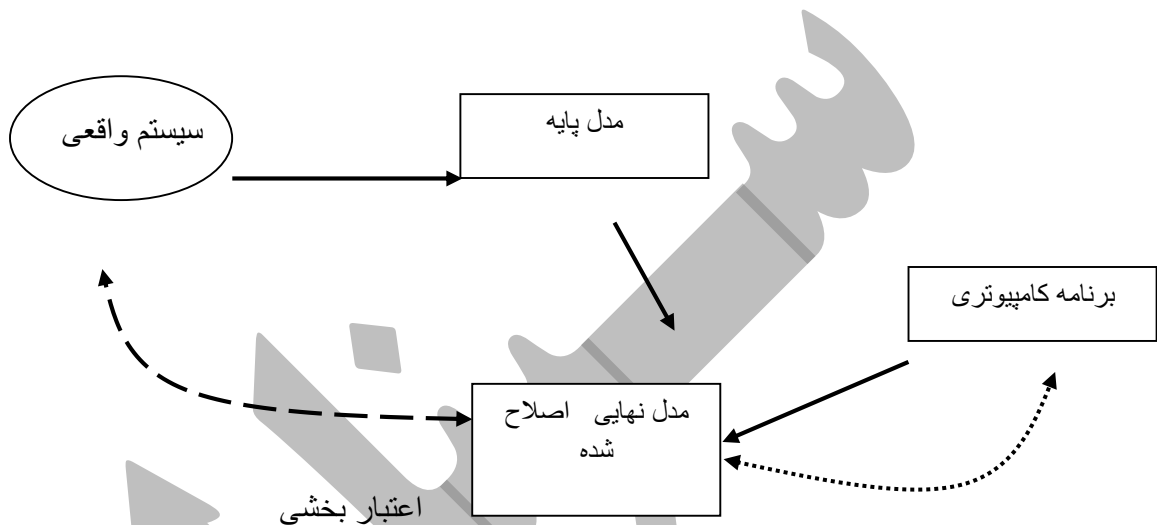 سیستم واقعی
مدل پایه
برنامه کامپیوتری
مدل نهایی اصلاح
شده
اعتبار بخشی